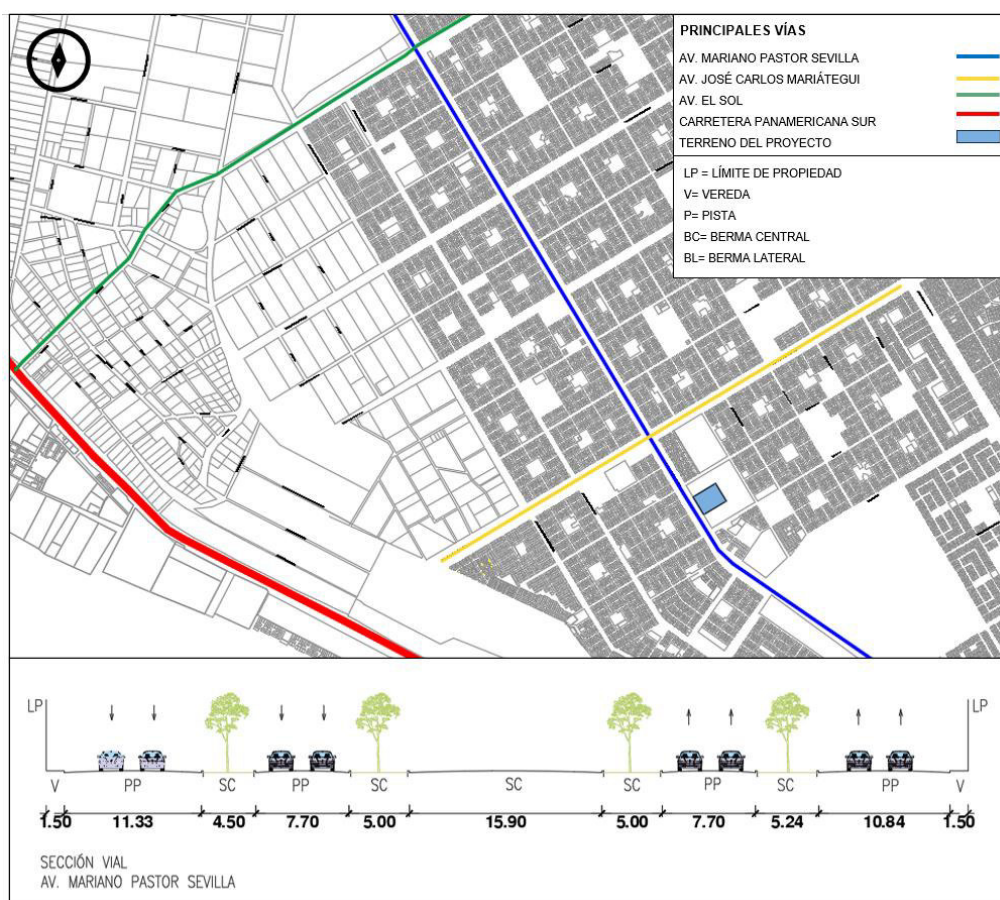 PRINCIPALES VÍAS
AV. MARIANO PASTOR SEVILLA
AV. JOSÉ CARLOS MARIÁTEGUI
AV. EL SOL
CARRETERA PANAMERICANA SUR
TERRENO DEL PROYECTO
LP = LÍMITE DE PROPIEDAD
V= VEREDA
P= PISTA
BC= BERMA CENTRAL
BL= BERMA LATERAL
LP LP
V PP SC PP SC SC SC PP SC PP V
1.50 11.33 4.50 7.70 5.00 15.90 5.00 7.70 5.24 10.84 1.50
SECCIÓN VIAL
AV. MARIANO PASTOR SEVILLA